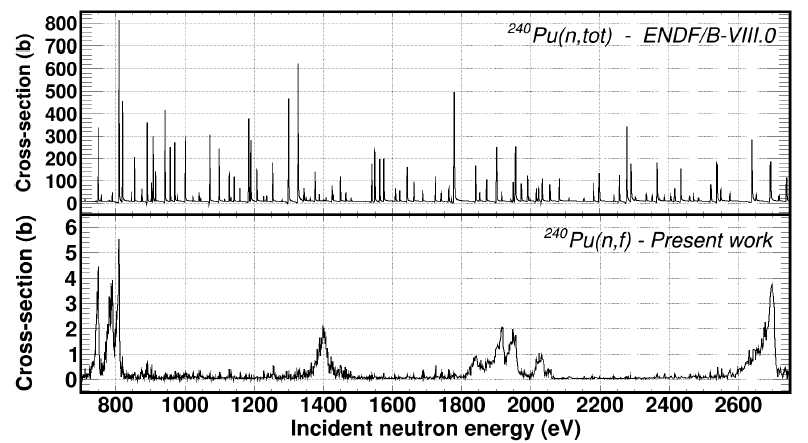 800
700
600
500
400
300
200
100
0
Cross-section (b)
²⁴⁰Pu(n,tot) - ENDF/B-VIII.0
6
5
4
3
2
1
0
Cross-section (b)
²⁴⁰Pu(n,f) - Present work
800 1000 1200 1400 1600 1800 2000 2200 2400 2600
Incident neutron energy (eV)